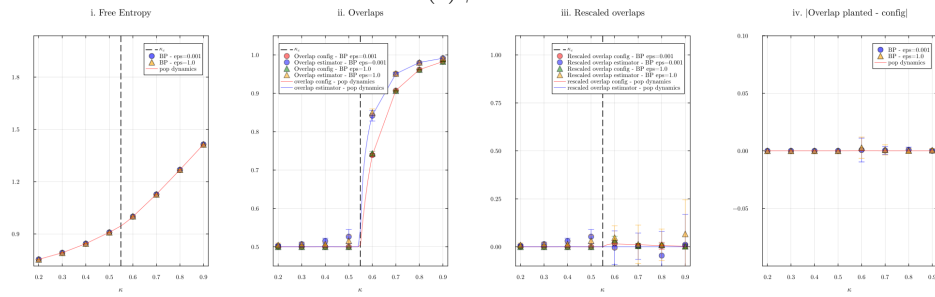 i. Free Entropy
κ_c
BP - eps=0.001
BP - eps=1.0
pop dynamics
1.8
1.5
1.2
0.9
0.2 0.3 0.4 0.5 0.6 0.7 0.8 0.9
κ
ii. Overlaps
κ_c
Overlap config - BP eps=0.001
Overlap estimator - BP eps=0.001
Overlap config - BP eps=1.0
Overlap estimator - BP eps=1.0
overlap config - pop dynamics
overlap estimator - pop dynamics
1.0
0.9
0.8
0.7
0.6
0.5
0.2 0.3 0.4 0.5 0.6 0.7 0.8 0.9
κ
iii. Rescaled overlaps
κ_c
Rescaled overlap config - BP eps=0.001
Rescaled overlap estimator - BP eps=0.001
Rescaled overlap config - BP eps=1.0
Rescaled overlap estimator - BP eps=1.0
rescaled overlap config - pop dynamics
rescaled overlap estimator - pop dynamics
1.00
0.75
0.50
0.25
0.00
0.2 0.3 0.4 0.5 0.6 0.7 0.8 0.9
κ
iv. |Overlap planted - config|
BP - eps=0.001
BP - eps=1.0
pop dynamics
0.10
0.05
0.00
−0.05
0.2 0.3 0.4 0.5 0.6 0.7 0.8 0.9
κ